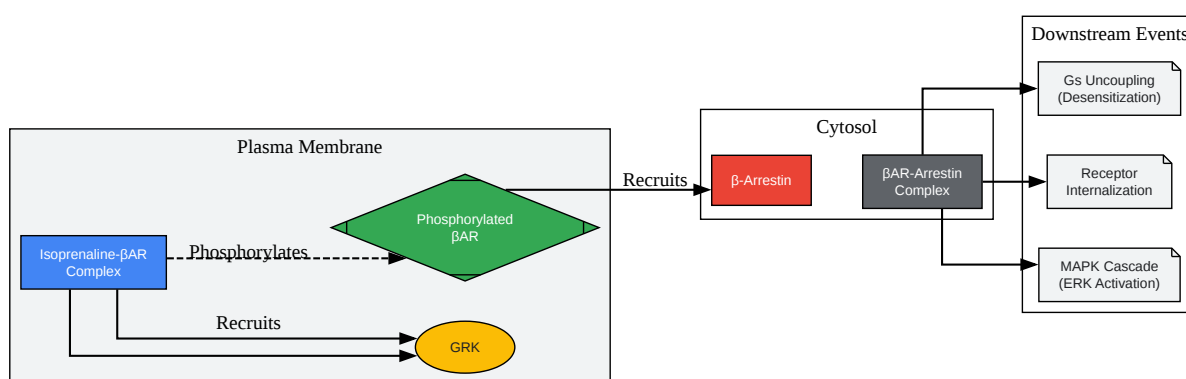 Plasma Membrane
Isoprenaline-βAR
Complex
Phosphorylates
Phosphorylated
βAR
Recruits
GRK
Recruits
Cytosol
β-Arrestin
βAR-Arrestin
Complex
Downstream Events
Gs Uncoupling
(Desensitization)
Receptor
Internalization
MAPK Cascade
(ERK Activation)